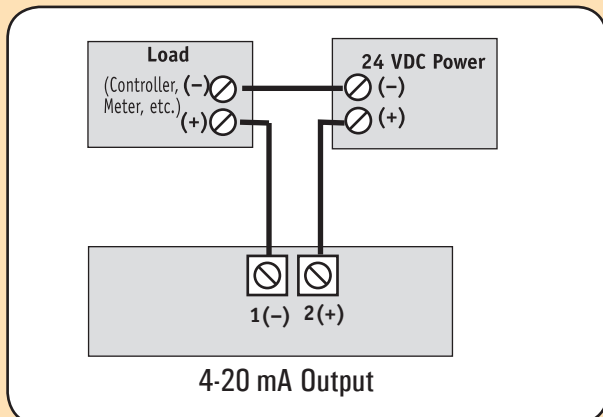 Load
(Controller, (–)
Meter, etc.)
(+)
24 VDC Power
(–)
(+)
1(–) 2(+)
4-20 mA Output